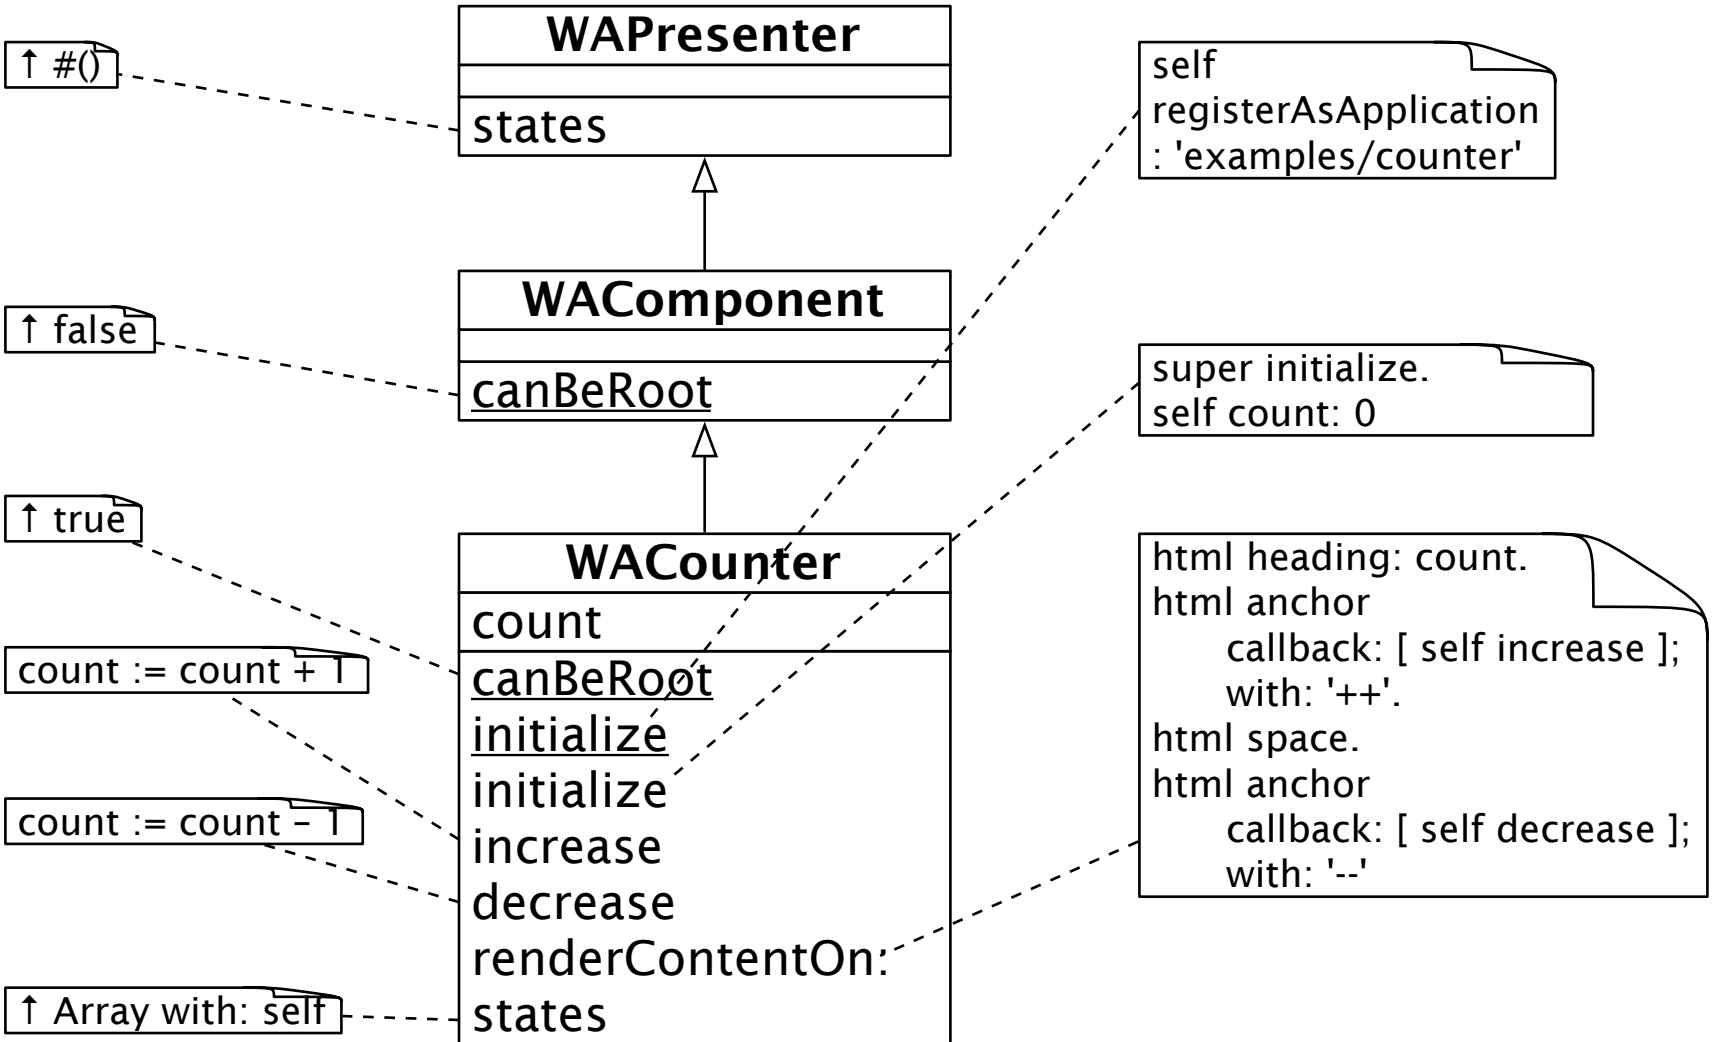 WAPresenter
states
↑ #()
WAComponent
canBeRoot
↑ false
WACounter
count
canBeRoot
initialize
initialize
increase
decrease
renderContentOn:
states
↑ true
count := count + 1
count := count - 1
↑ Array with: self
self
registerAsApplication
: 'examples/counter'
super initialize.
self count: 0
html heading: count.
html anchor
callback: [ self increase ];
with: '++'.
html space.
html anchor
callback: [ self decrease ];
with: '--'